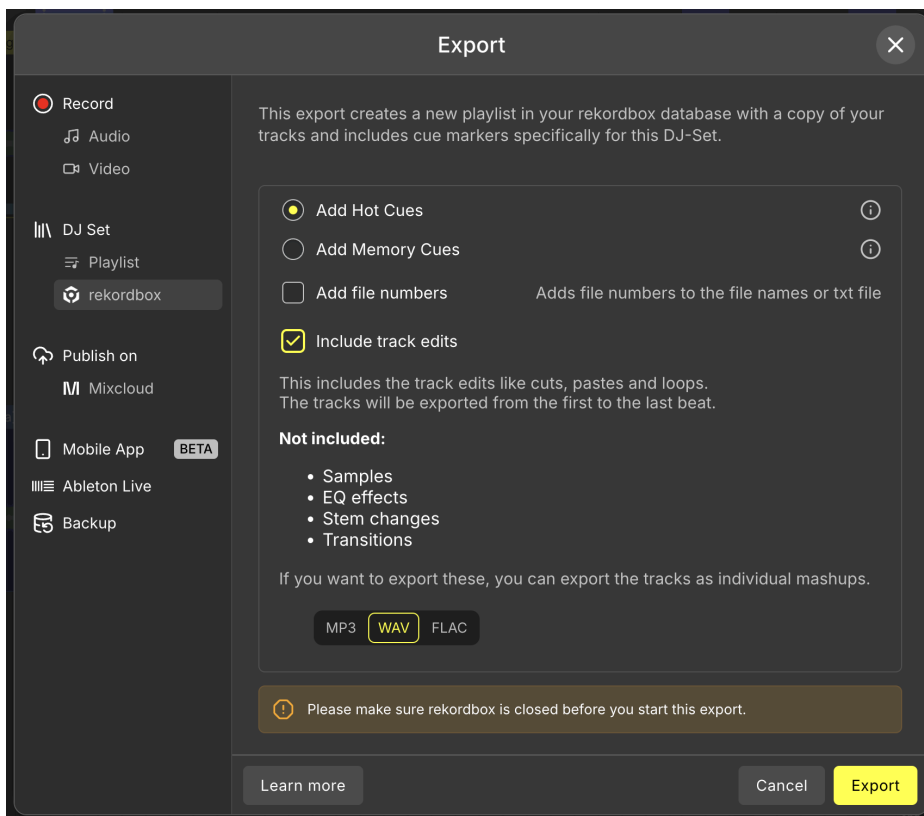 Export
Record
Audio
Video
DJ Set
Playlist
rekordbox
Publish on
Mixcloud
Mobile App BETA
Ableton Live
Backup
This export creates a new playlist in your rekordbox database with a copy of your
tracks and includes cue markers specifically for this DJ-Set.
Add Hot Cues
Add Memory Cues
Add file numbers Adds file numbers to the file names or txt file
Include track edits
This includes the track edits like cuts, pastes and loops.
The tracks will be exported from the first to the last beat.
Not included:
• Samples
• EQ effects
• Stem changes
• Transitions
If you want to export these, you can export the tracks as individual mashups.
MP3 WAV FLAC
Please make sure rekordbox is closed before you start this export.
Learn more Cancel Export